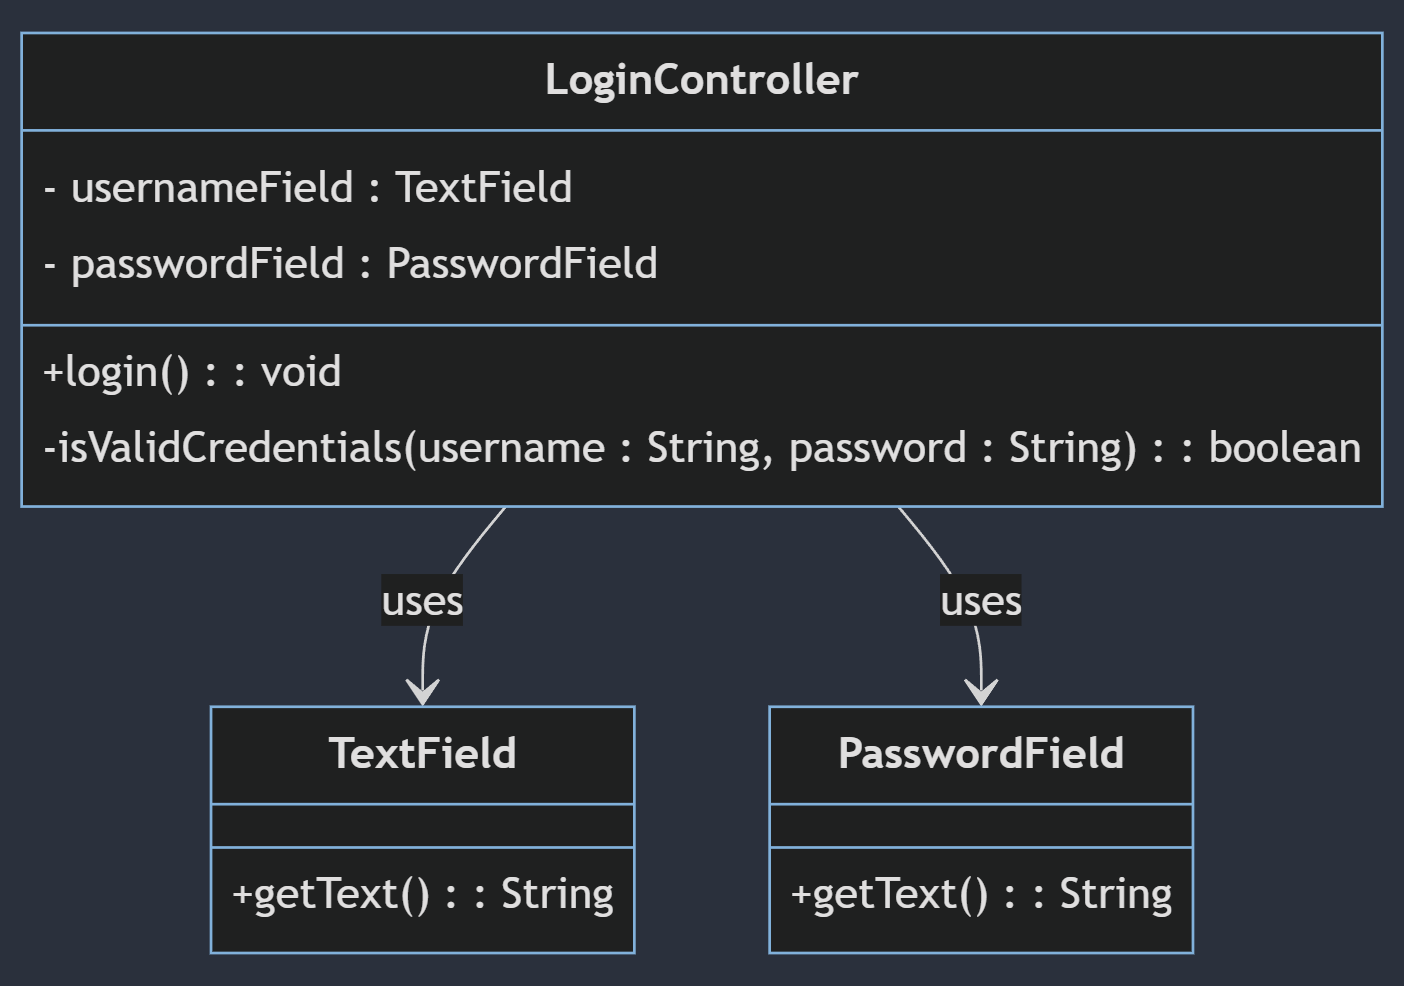 LoginController
- usernameField : TextField
- passwordField : PasswordField
+login() : : void
-isValidCredentials(username : String, password : String) : : boolean
uses
uses
TextField
+getText() : : String
PasswordField
+getText() : : String